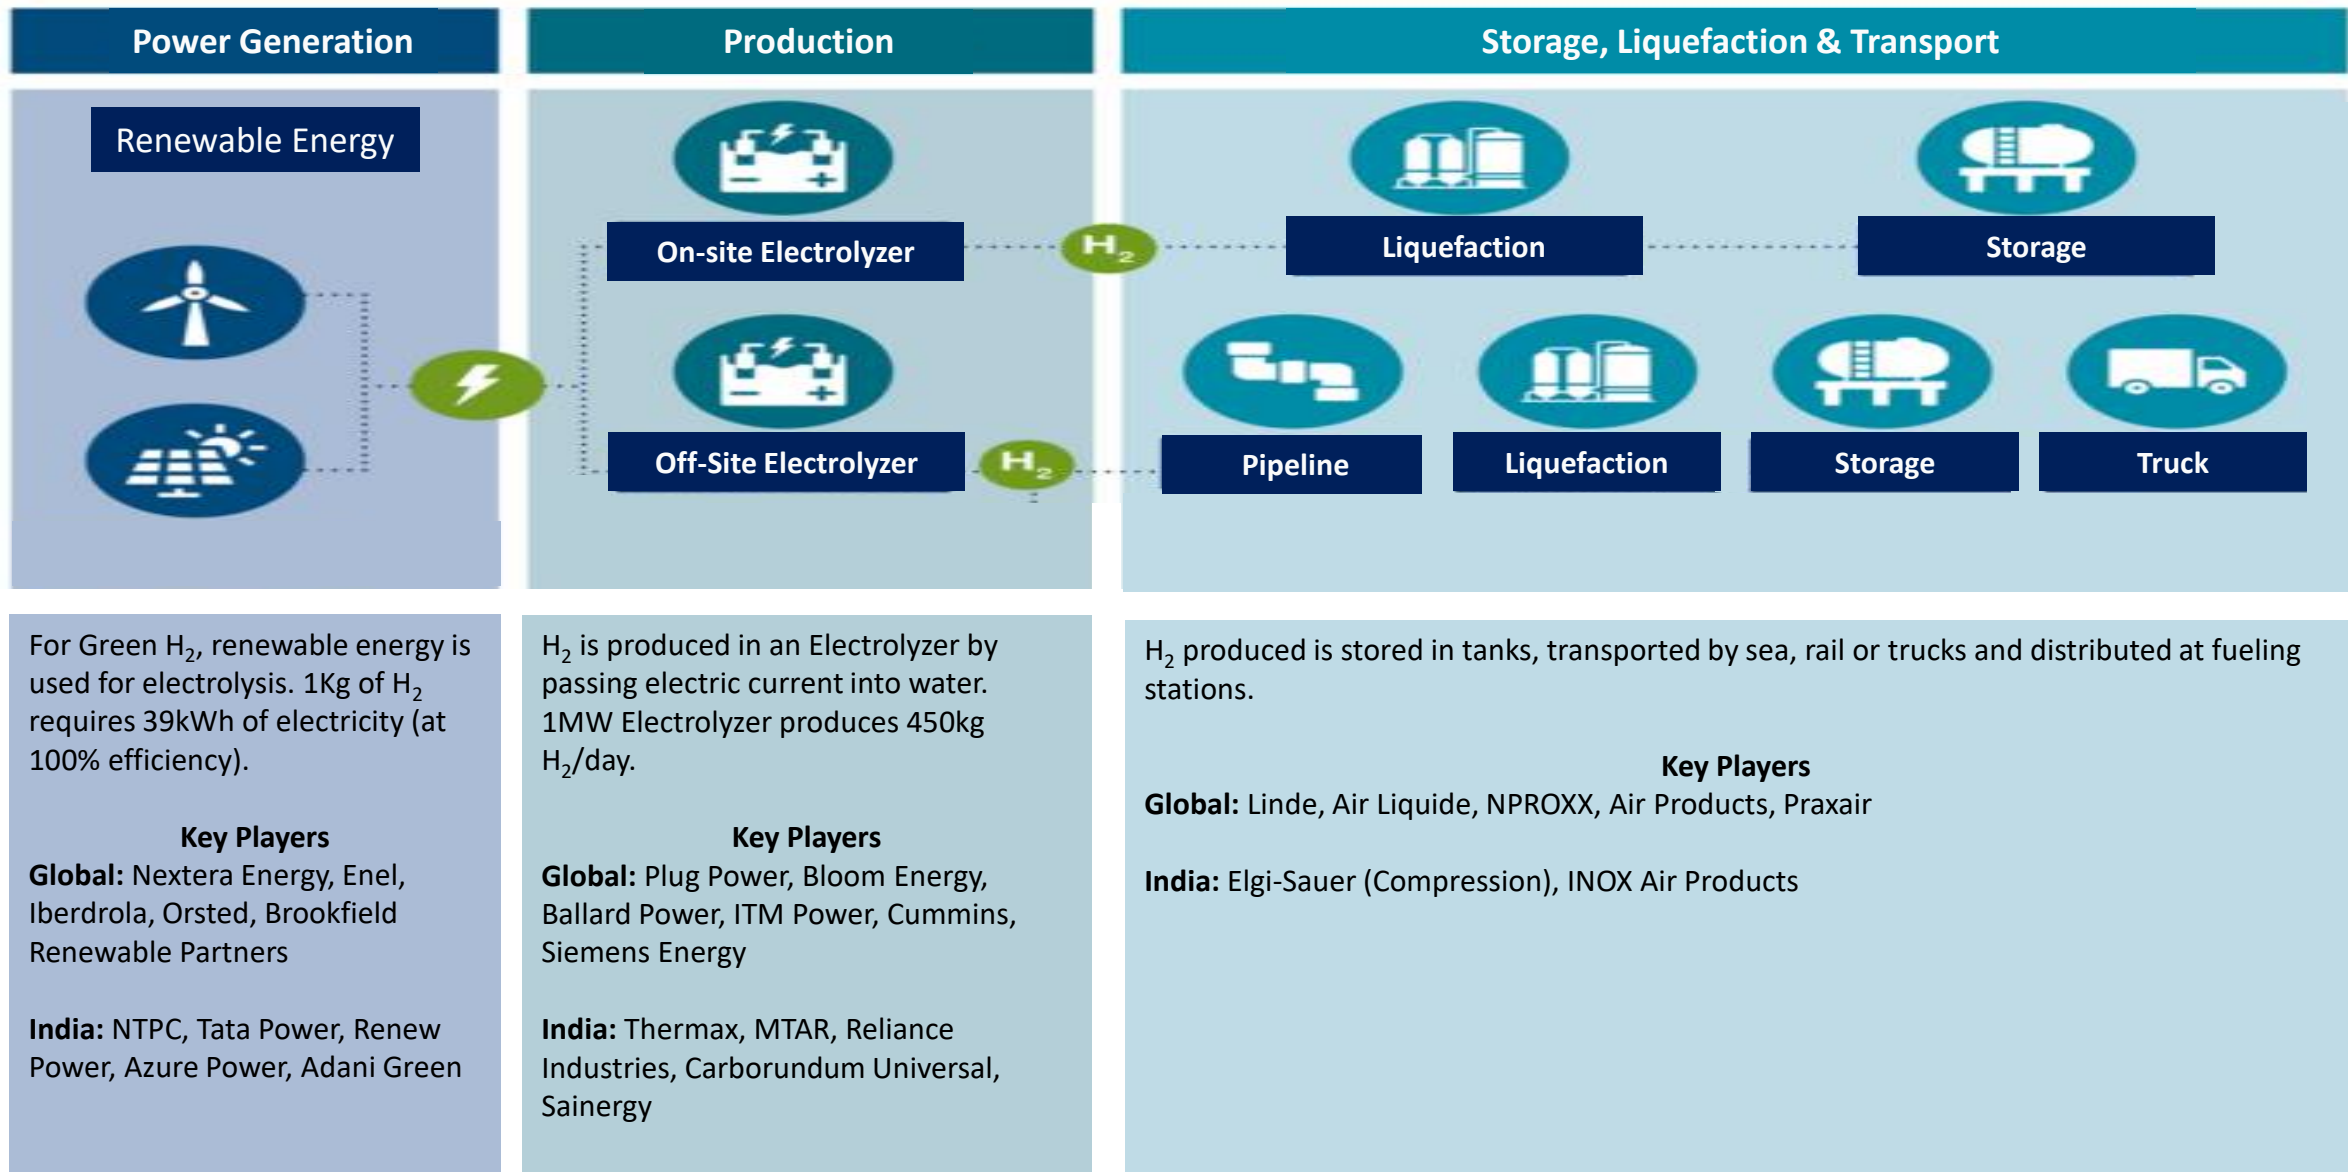 Power Generation
Production
Storage, Liquefaction & Transport
Renewable Energy
On-site Electrolyzer
H₂
Liquefaction
Storage
Off-Site Electrolyzer
H₂
Pipeline
Liquefaction
Storage
Truck
For Green H₂, renewable energy is
used for electrolysis. 1Kg of H₂
requires 39kWh of electricity (at
100% efficiency).
Key Players
Global: Nextera Energy, Enel,
Iberdrola, Orsted, Brookfield
Renewable Partners
India: NTPC, Tata Power, Renew
Power, Azure Power, Adani Green
H₂ is produced in an Electrolyzer by
passing electric current into water.
1MW Electrolyzer produces 450kg
H₂/day.
Key Players
Global: Plug Power, Bloom Energy,
Ballard Power, ITM Power, Cummins,
Siemens Energy
India: Thermax, MTAR, Reliance
Industries, Carborundum Universal,
Sainergy
H₂ produced is stored in tanks, transported by sea, rail or trucks and distributed at fueling
stations.
Key Players
Global: Linde, Air Liquide, NPROXX, Air Products, Praxair
India: Elgi-Sauer (Compression), INOX Air Products